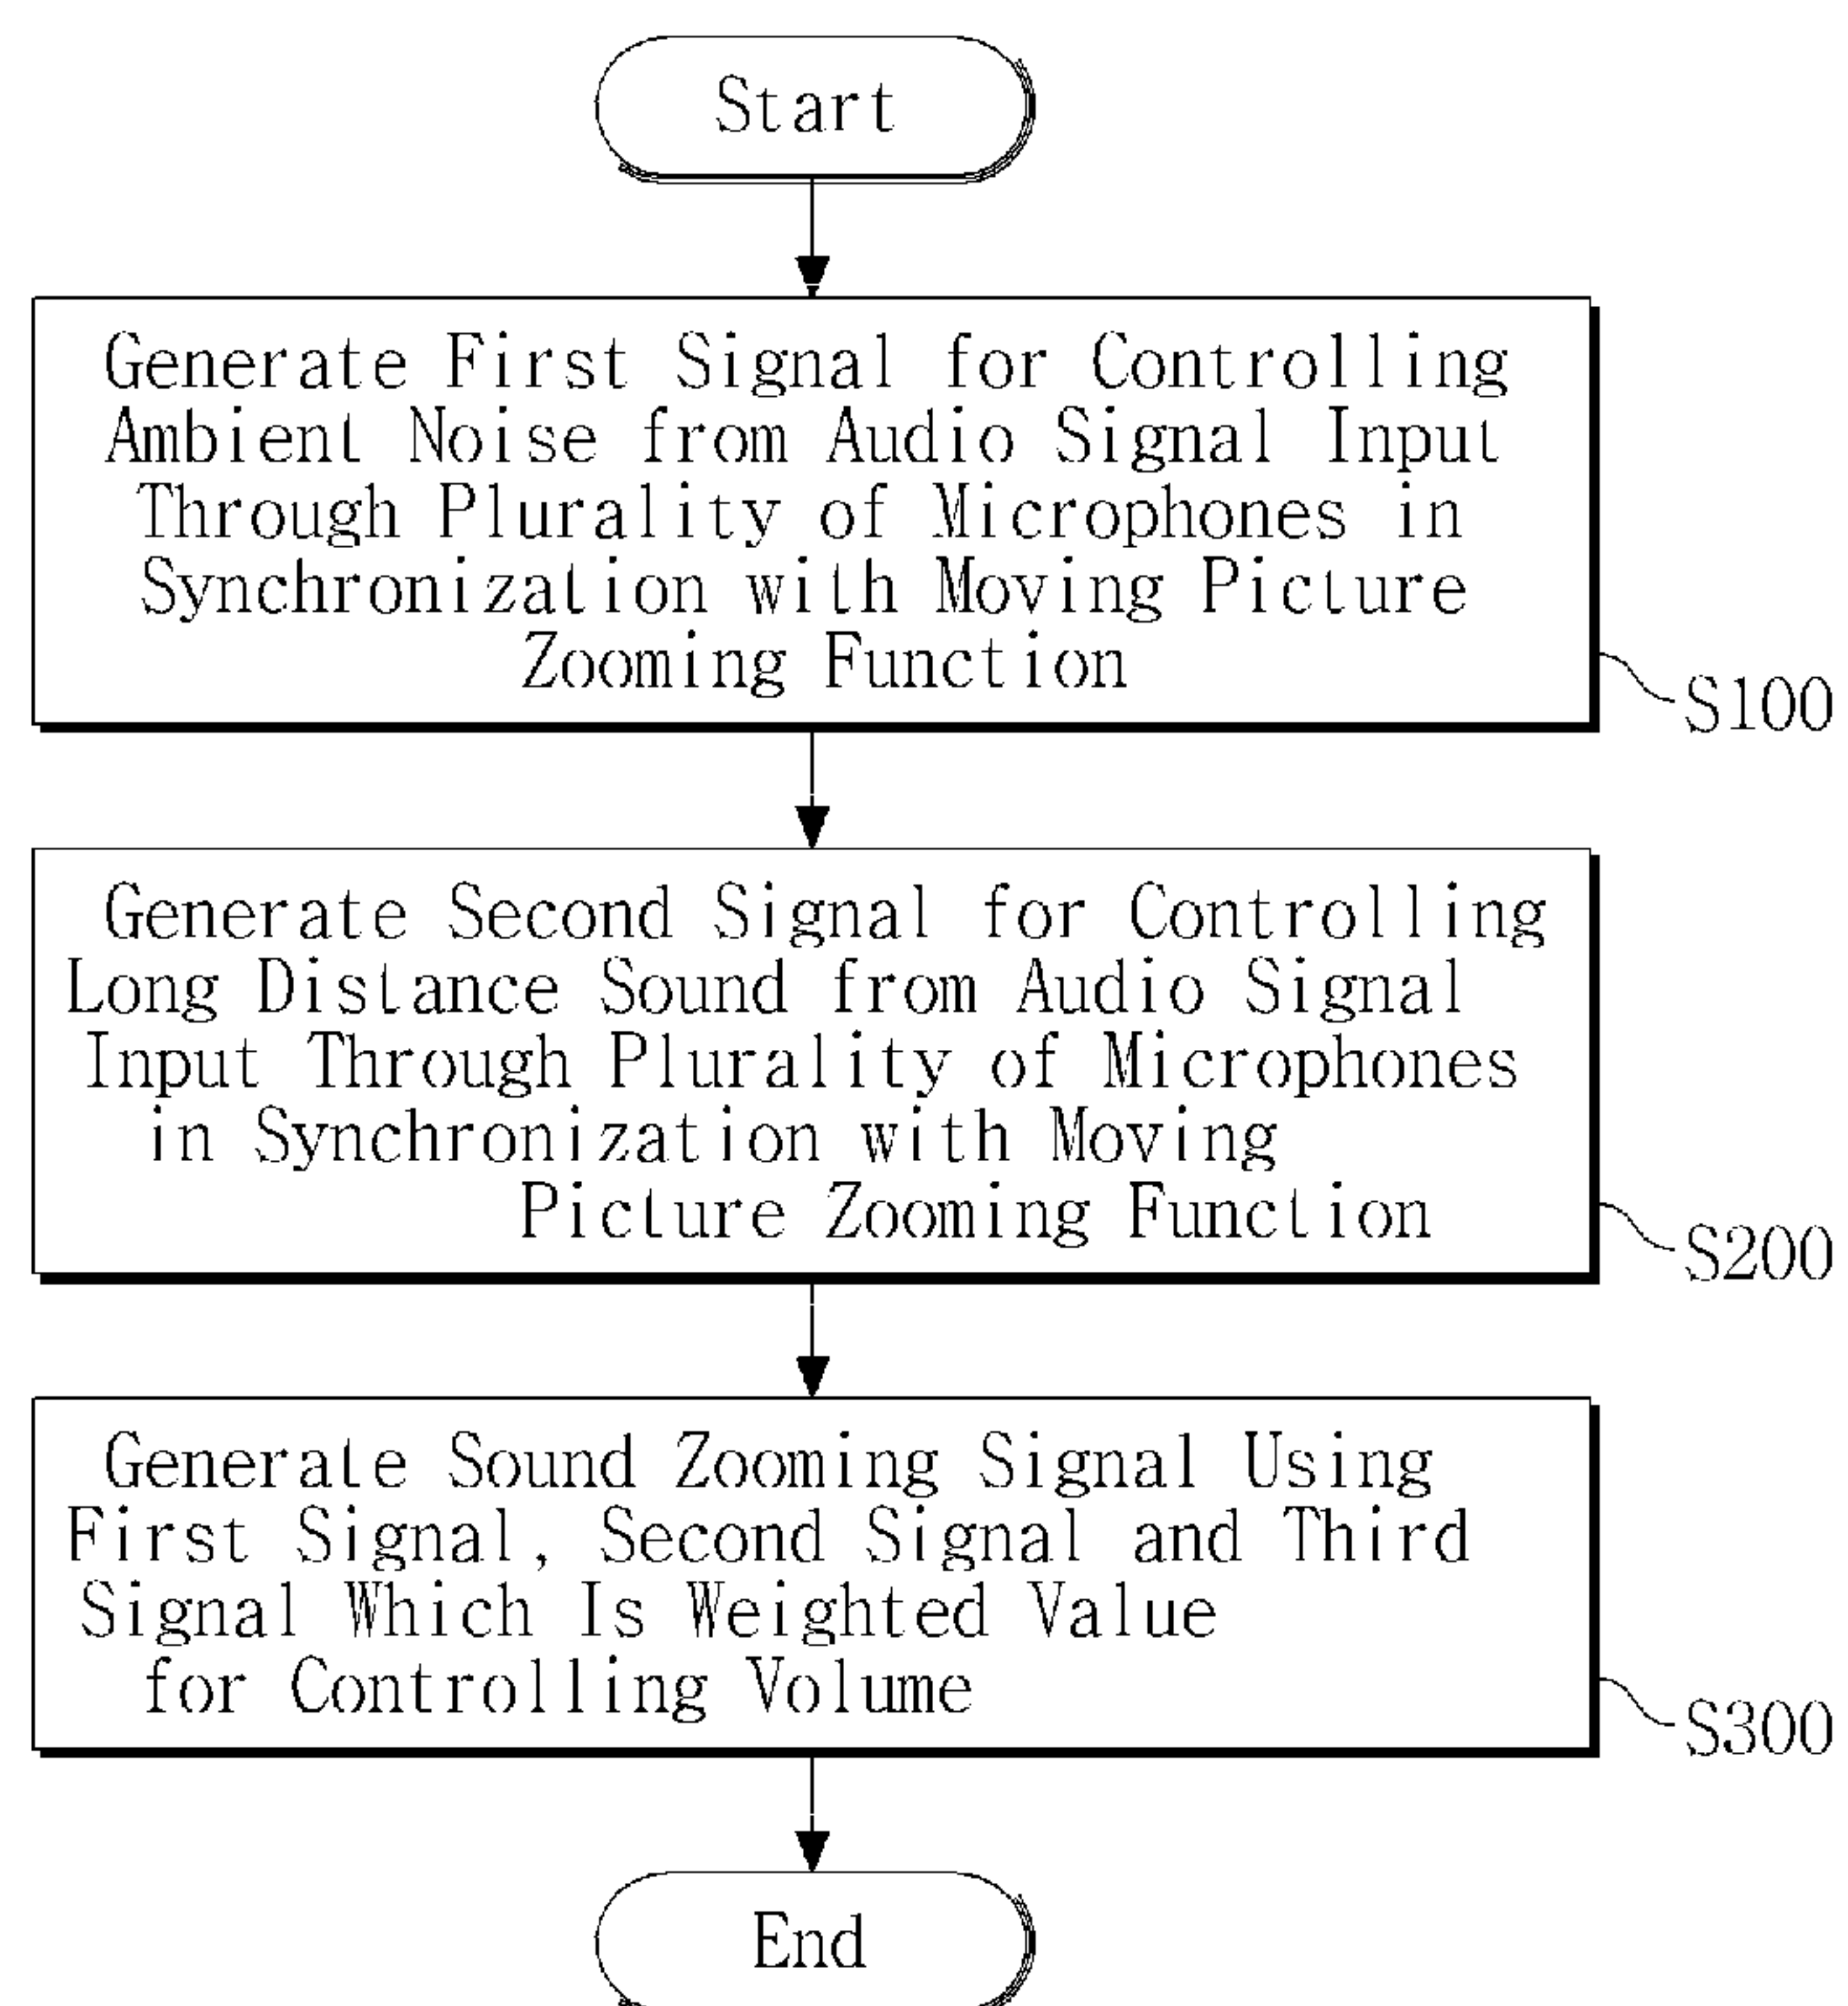 Start
Generate First Signal for Controlling
Ambient Noise from Audio Signal Input
Through Plurality of Microphones in
Synchronization with Moving Picture
Zooming Function
S100
Generate Second Signal for Controlling
Long Distance Sound from Audio Signal
Input Through Plurality of Microphones
in Synchronization with Moving
Picture Zooming Function
S200
Generate Sound Zooming Signal Using
First Signal, Second Signal and Third
Signal Which Is Weighted Value
for Controlling Volume
S300
End